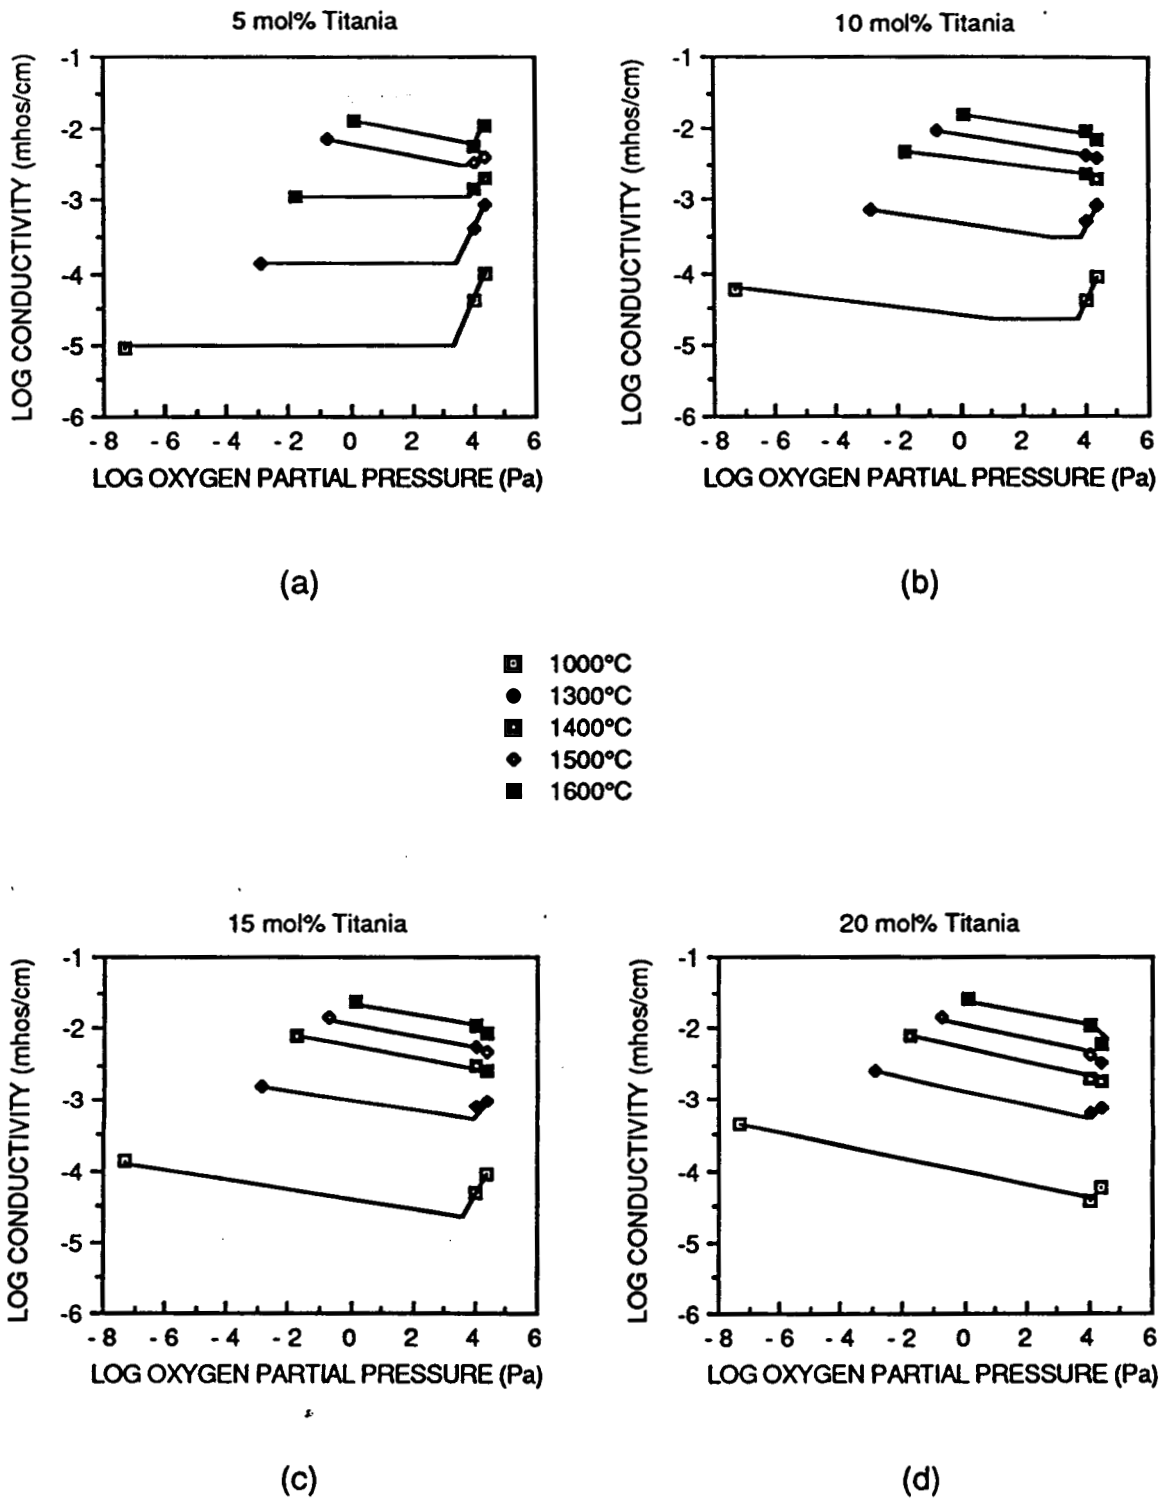 5 mol% Titania
LOG CONDUCTIVITY (mhos/cm)
-1
-2
-3
-4
-5
-6
-8 -6 -4 -2 0 2 4 6
LOG OXYGEN PARTIAL PRESSURE (Pa)
(a)
10 mol% Titania
LOG CONDUCTIVITY (mhos/cm)
-1
-2
-3
-4
-5
-6
-8 -6 -4 -2 0 2 4 6
LOG OXYGEN PARTIAL PRESSURE (Pa)
(b)
1000°C
1300°C
1400°C
1500°C
1600°C
15 mol% Titania
LOG CONDUCTIVITY (mhos/cm)
-1
-2
-3
-4
-5
-6
-8 -6 -4 -2 0 2 4 6
LOG OXYGEN PARTIAL PRESSURE (Pa)
(c)
20 mol% Titania
LOG CONDUCTIVITY (mhos/cm)
-1
-2
-3
-4
-5
-6
-8 -6 -4 -2 0 2 4 6
LOG OXYGEN PARTIAL PRESSURE (Pa)
(d)